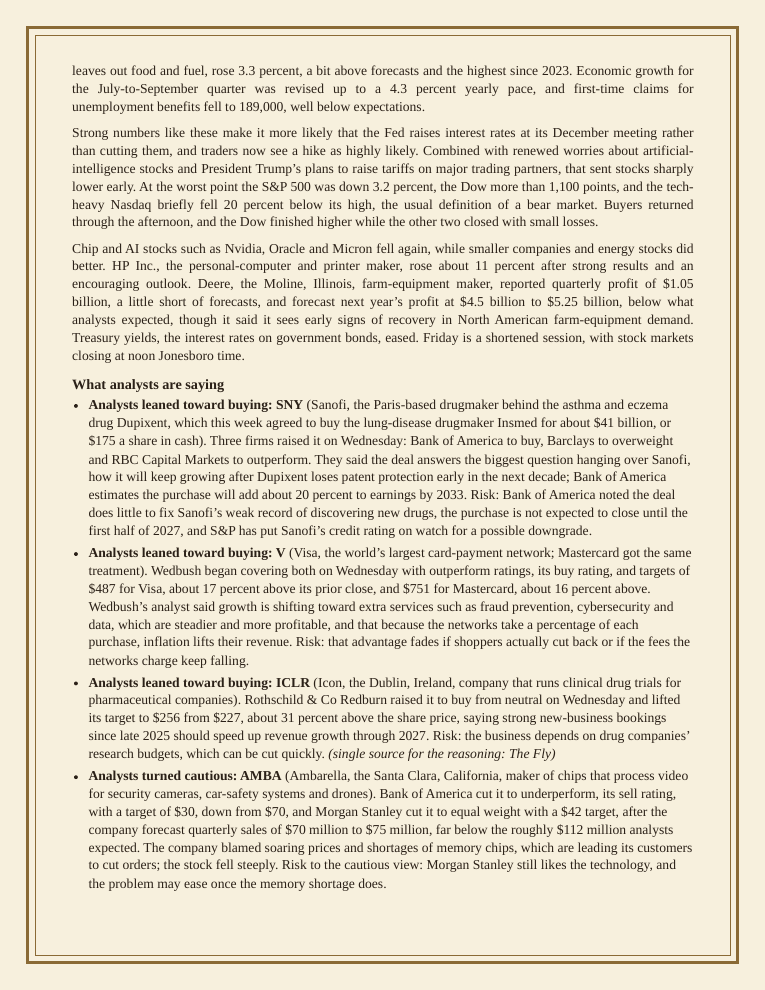 leaves out food and fuel, rose 3.3 percent, a bit above forecasts and the highest since 2023. Economic growth for
the July-to-September quarter was revised up to a 4.3 percent yearly pace, and first-time claims for
unemployment benefits fell to 189,000, well below expectations.
Strong numbers like these make it more likely that the Fed raises interest rates at its December meeting rather
than cutting them, and traders now see a hike as highly likely. Combined with renewed worries about artificial-
intelligence stocks and President Trump’s plans to raise tariffs on major trading partners, that sent stocks sharply
lower early. At the worst point the S&P 500 was down 3.2 percent, the Dow more than 1,100 points, and the tech-
heavy Nasdaq briefly fell 20 percent below its high, the usual definition of a bear market. Buyers returned
through the afternoon, and the Dow finished higher while the other two closed with small losses.
Chip and AI stocks such as Nvidia, Oracle and Micron fell again, while smaller companies and energy stocks did
better. HP Inc., the personal-computer and printer maker, rose about 11 percent after strong results and an
encouraging outlook. Deere, the Moline, Illinois, farm-equipment maker, reported quarterly profit of $1.05
billion, a little short of forecasts, and forecast next year’s profit at $4.5 billion to $5.25 billion, below what
analysts expected, though it said it sees early signs of recovery in North American farm-equipment demand.
Treasury yields, the interest rates on government bonds, eased. Friday is a shortened session, with stock markets
closing at noon Jonesboro time.
What analysts are saying
• Analysts leaned toward buying: SNY (Sanofi, the Paris-based drugmaker behind the asthma and eczema
drug Dupixent, which this week agreed to buy the lung-disease drugmaker Insmed for about $41 billion, or
$175 a share in cash). Three firms raised it on Wednesday: Bank of America to buy, Barclays to overweight
and RBC Capital Markets to outperform. They said the deal answers the biggest question hanging over Sanofi,
how it will keep growing after Dupixent loses patent protection early in the next decade; Bank of America
estimates the purchase will add about 20 percent to earnings by 2033. Risk: Bank of America noted the deal
does little to fix Sanofi’s weak record of discovering new drugs, the purchase is not expected to close until the
first half of 2027, and S&P has put Sanofi’s credit rating on watch for a possible downgrade.
• Analysts leaned toward buying: V (Visa, the world’s largest card-payment network; Mastercard got the same
treatment). Wedbush began covering both on Wednesday with outperform ratings, its buy rating, and targets of
$487 for Visa, about 17 percent above its prior close, and $751 for Mastercard, about 16 percent above.
Wedbush’s analyst said growth is shifting toward extra services such as fraud prevention, cybersecurity and
data, which are steadier and more profitable, and that because the networks take a percentage of each
purchase, inflation lifts their revenue. Risk: that advantage fades if shoppers actually cut back or if the fees the
networks charge keep falling.
• Analysts leaned toward buying: ICLR (Icon, the Dublin, Ireland, company that runs clinical drug trials for
pharmaceutical companies). Rothschild & Co Redburn raised it to buy from neutral on Wednesday and lifted
its target to $256 from $227, about 31 percent above the share price, saying strong new-business bookings
since late 2025 should speed up revenue growth through 2027. Risk: the business depends on drug companies’
research budgets, which can be cut quickly. (single source for the reasoning: The Fly)
• Analysts turned cautious: AMBA (Ambarella, the Santa Clara, California, maker of chips that process video
for security cameras, car-safety systems and drones). Bank of America cut it to underperform, its sell rating,
with a target of $30, down from $70, and Morgan Stanley cut it to equal weight with a $42 target, after the
company forecast quarterly sales of $70 million to $75 million, far below the roughly $112 million analysts
expected. The company blamed soaring prices and shortages of memory chips, which are leading its customers
to cut orders; the stock fell steeply. Risk to the cautious view: Morgan Stanley still likes the technology, and
the problem may ease once the memory shortage does.